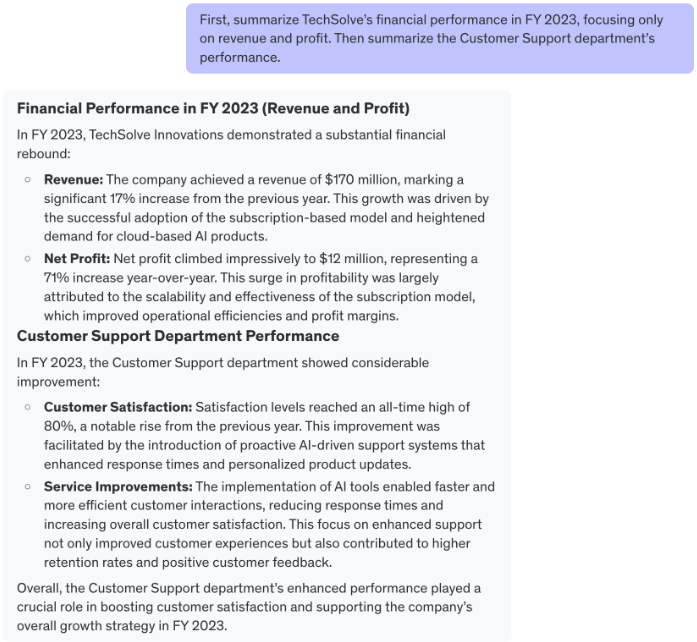 First, summarize TechSolve's financial performance in FY 2023, focusing only
on revenue and profit. Then summarize the Customer Support department's
performance.
Financial Performance in FY 2023 (Revenue and Profit)
In FY 2023, TechSolve Innovations demonstrated a substantial financial
rebound:
Revenue: The company achieved a revenue of $170 million, marking a
significant 17% increase from the previous year. This growth was driven by
the successful adoption of the subscription-based model and heightened
demand for cloud-based AI products.
Net Profit: Net profit climbed impressively to $12 million, representing a
71% increase year-over-year. This surge in profitability was largely
attributed to the scalability and effectiveness of the subscription model,
which improved operational efficiencies and profit margins.
Customer Support Department Performance
In FY 2023, the Customer Support department showed considerable
improvement:
Customer Satisfaction: Satisfaction levels reached an all-time high of
80%, a notable rise from the previous year. This improvement was
facilitated by the introduction of proactive AI-driven support systems that
enhanced response times and personalized product updates.
Service Improvements: The implementation of AI tools enabled faster and
more efficient customer interactions, reducing response times and
increasing overall customer satisfaction. This focus on enhanced support
not only improved customer experiences but also contributed to higher
retention rates and positive customer feedback.
Overall, the Customer Support department's enhanced performance played a
crucial role in boosting customer satisfaction and supporting the company's
overall growth strategy in FY 2023.